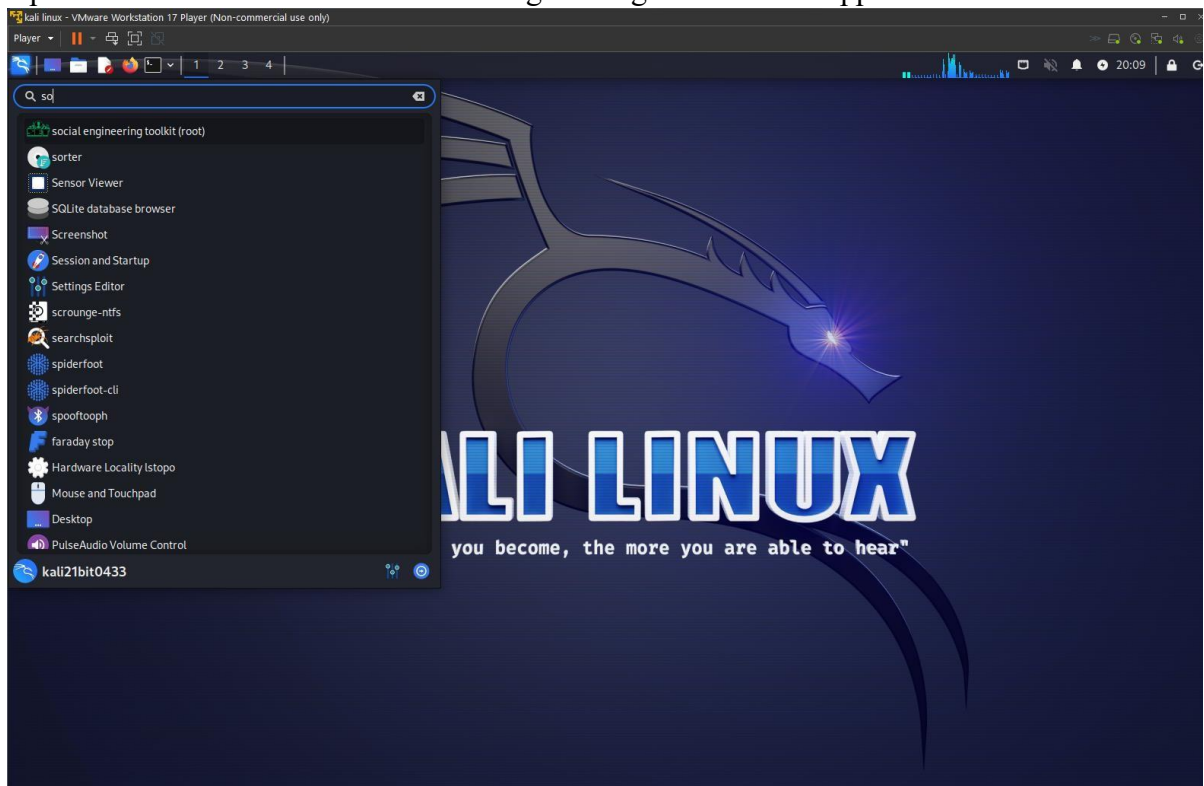 kali linux - VMware Workstation 17 Player (Non-commercial use only)
Player
1 2 3 4
20:09
so
social engineering toolkit (root)
sorter
Sensor Viewer
SQLite database browser
Screenshot
Session and Startup
Settings Editor
scrounge-ntfs
searchsploit
spiderfoot
spiderfoot-cli
spooftooph
faraday stop
Hardware Locality lstopo
Mouse and Touchpad
Desktop
PulseAudio Volume Control
kali21bit0433
ALI LINUX
you become, the more you are able to hear"